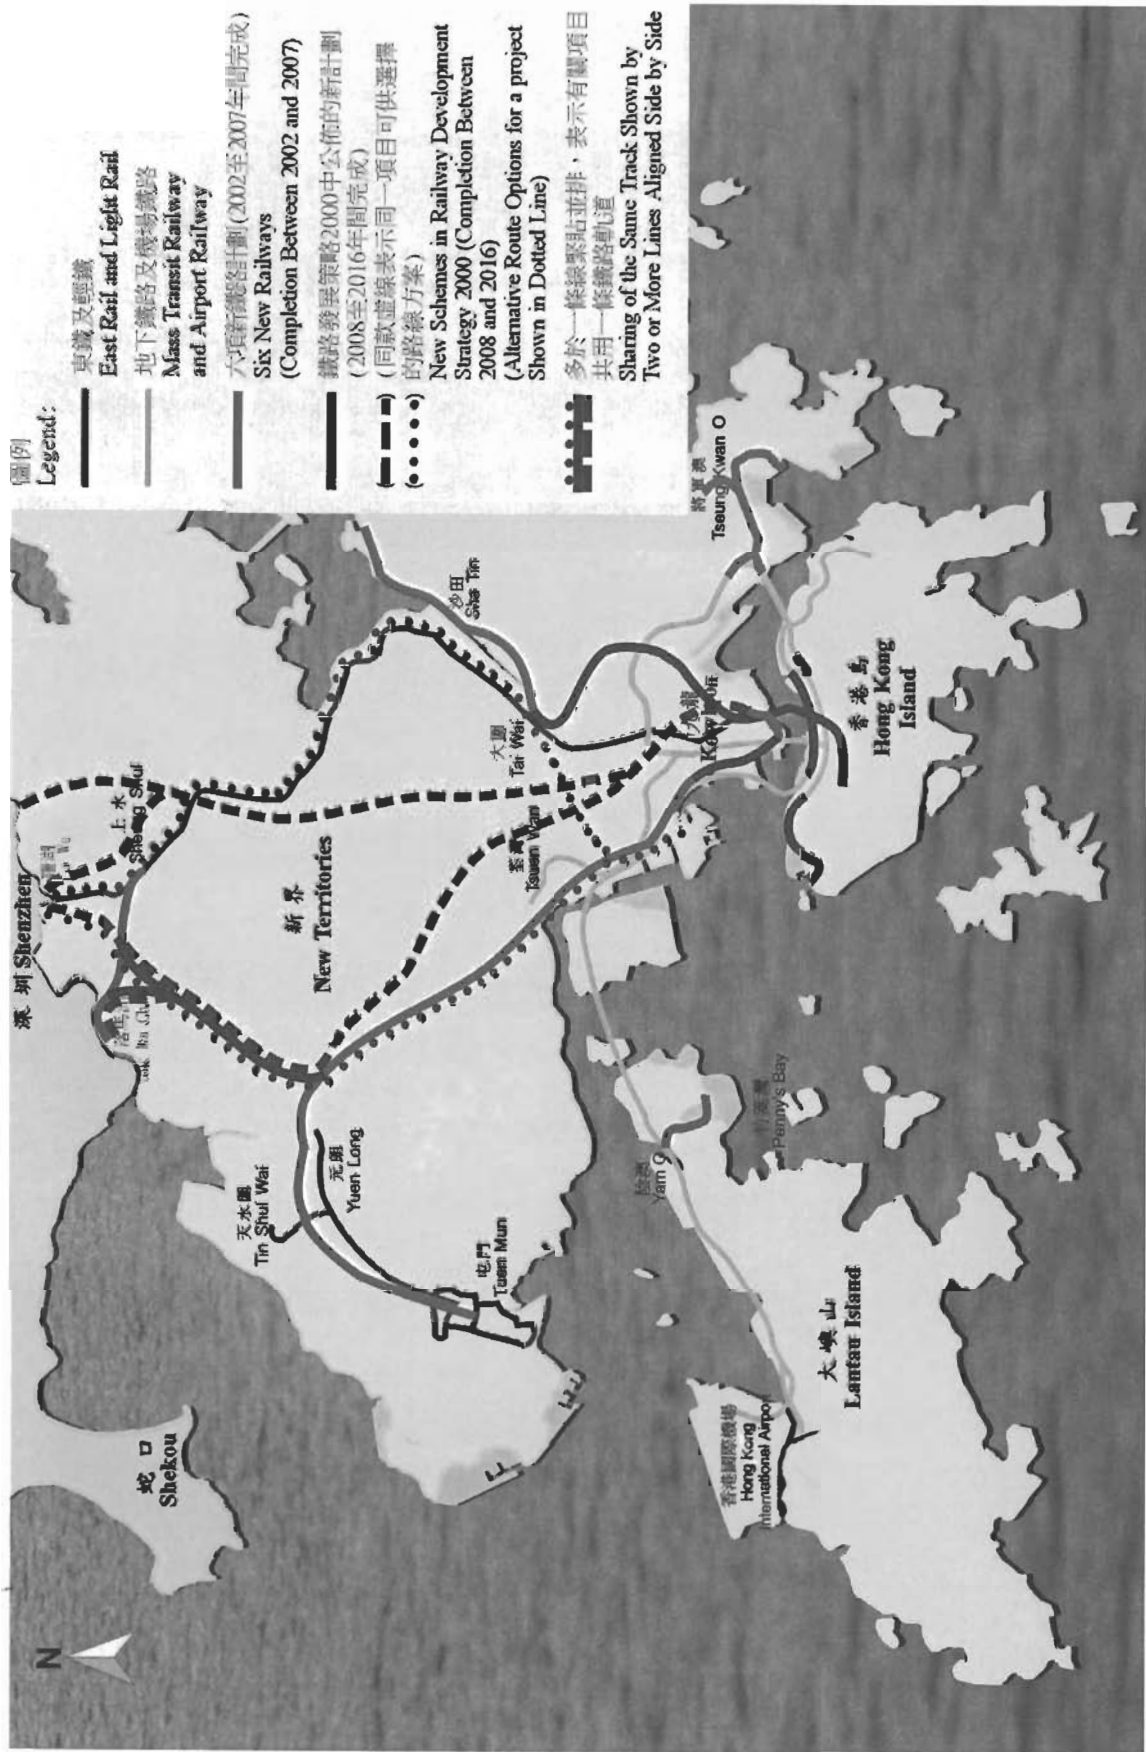 N
圖例
Legend:
東鐵及輕鐵
East Rail and Light Rail
地下鐵路及機場鐵路
Mass Transit Railway
and Airport Railway
六項新鐵路計劃(2002至2007年間完成)
Six New Railways
(Completion Between 2002 and 2007)
鐵路發展策略2000中公佈的新計劃
(2008至2016年間完成)
(同款虛線表示同一項目可供選擇
的路線方案)
New Schemes in Railway Development
Strategy 2000 (Completion Between
2008 and 2016)
(Alternative Route Options for a project
Shown in Dotted Line)
多於一條線緊貼並排，表示有關項目
共用一條鐵路軌道
Sharing of the Same Track Shown by
Two or More Lines Aligned Side by Side
蛇口
Shekou
深圳 Shenzhen
羅湖
上水
Sheung Shui
落馬洲
新界
New Territories
天水圍
Tin Shui Wai
元朗
Yuen Long
屯門
Tuen Mun
沙田
Sha Tin
大圍
Tai Wai
荃灣
Tsuen Wan
九龍
Kowloon
將軍澳
Tseung Kwan O
香港島
Hong Kong
Island
陰澳
Yam O
竹篙灣
Penny's Bay
香港國際機場
Hong Kong
International Airport
大嶼山
Lantau Island